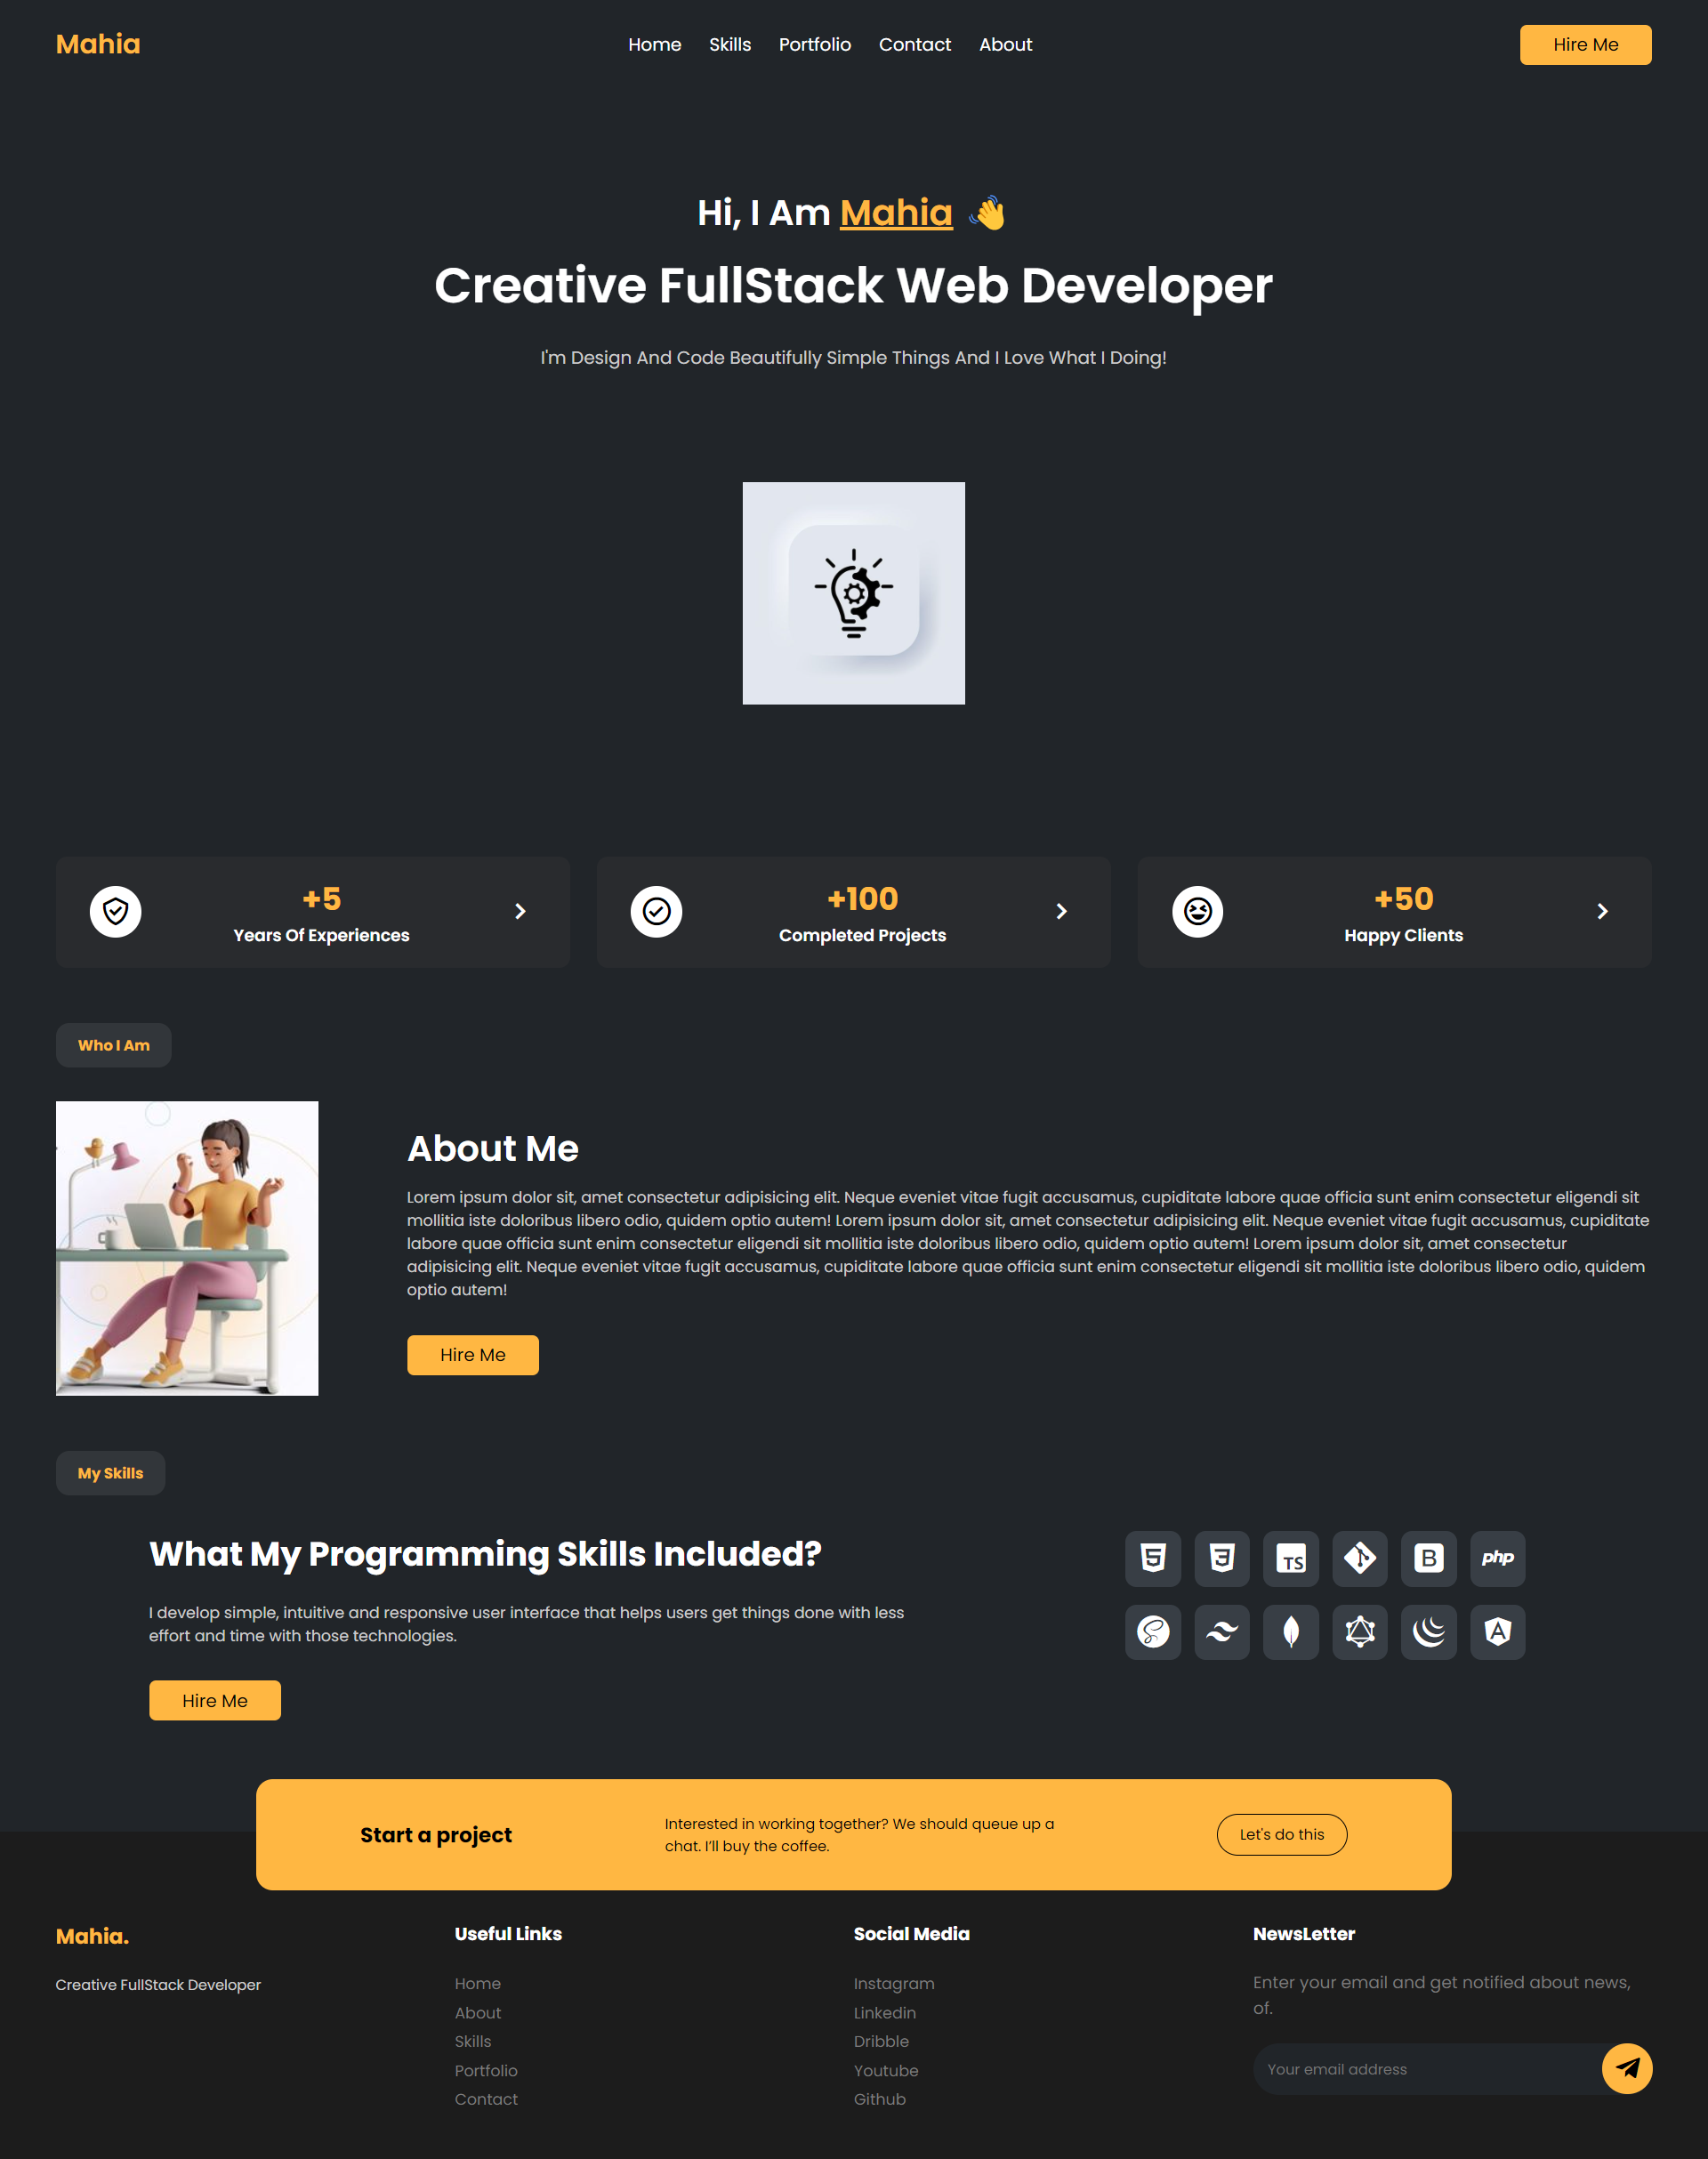 Mahia
Home Skills Portfolio Contact About
Hire Me
Hi, I Am Mahia 👋
Creative FullStack Web Developer
I'm Design And Code Beautifully Simple Things And I Love What I Doing!
+5
Years Of Experiences
+100
Completed Projects
+50
Happy Clients
Who I Am
About Me
Lorem ipsum dolor sit, amet consectetur adipisicing elit. Neque eveniet vitae fugit accusamus, cupiditate labore quae officia sunt enim consectetur eligendi sit
mollitia iste doloribus libero odio, quidem optio autem! Lorem ipsum dolor sit, amet consectetur adipisicing elit. Neque eveniet vitae fugit accusamus, cupiditate
labore quae officia sunt enim consectetur eligendi sit mollitia iste doloribus libero odio, quidem optio autem! Lorem ipsum dolor sit, amet consectetur
adipisicing elit. Neque eveniet vitae fugit accusamus, cupiditate labore quae officia sunt enim consectetur eligendi sit mollitia iste doloribus libero odio, quidem
optio autem!
Hire Me
My Skills
What My Programming Skills Included?
I develop simple, intuitive and responsive user interface that helps users get things done with less
effort and time with those technologies.
Hire Me
5 3 TS B php
A
Start a project
Interested in working together? We should queue up a
chat. I'll buy the coffee.
Let's do this
Mahia.
Creative FullStack Developer
Useful Links
Home
About
Skills
Portfolio
Contact
Social Media
Instagram
Linkedin
Dribble
Youtube
Github
NewsLetter
Enter your email and get notified about news,
of.
Your email address